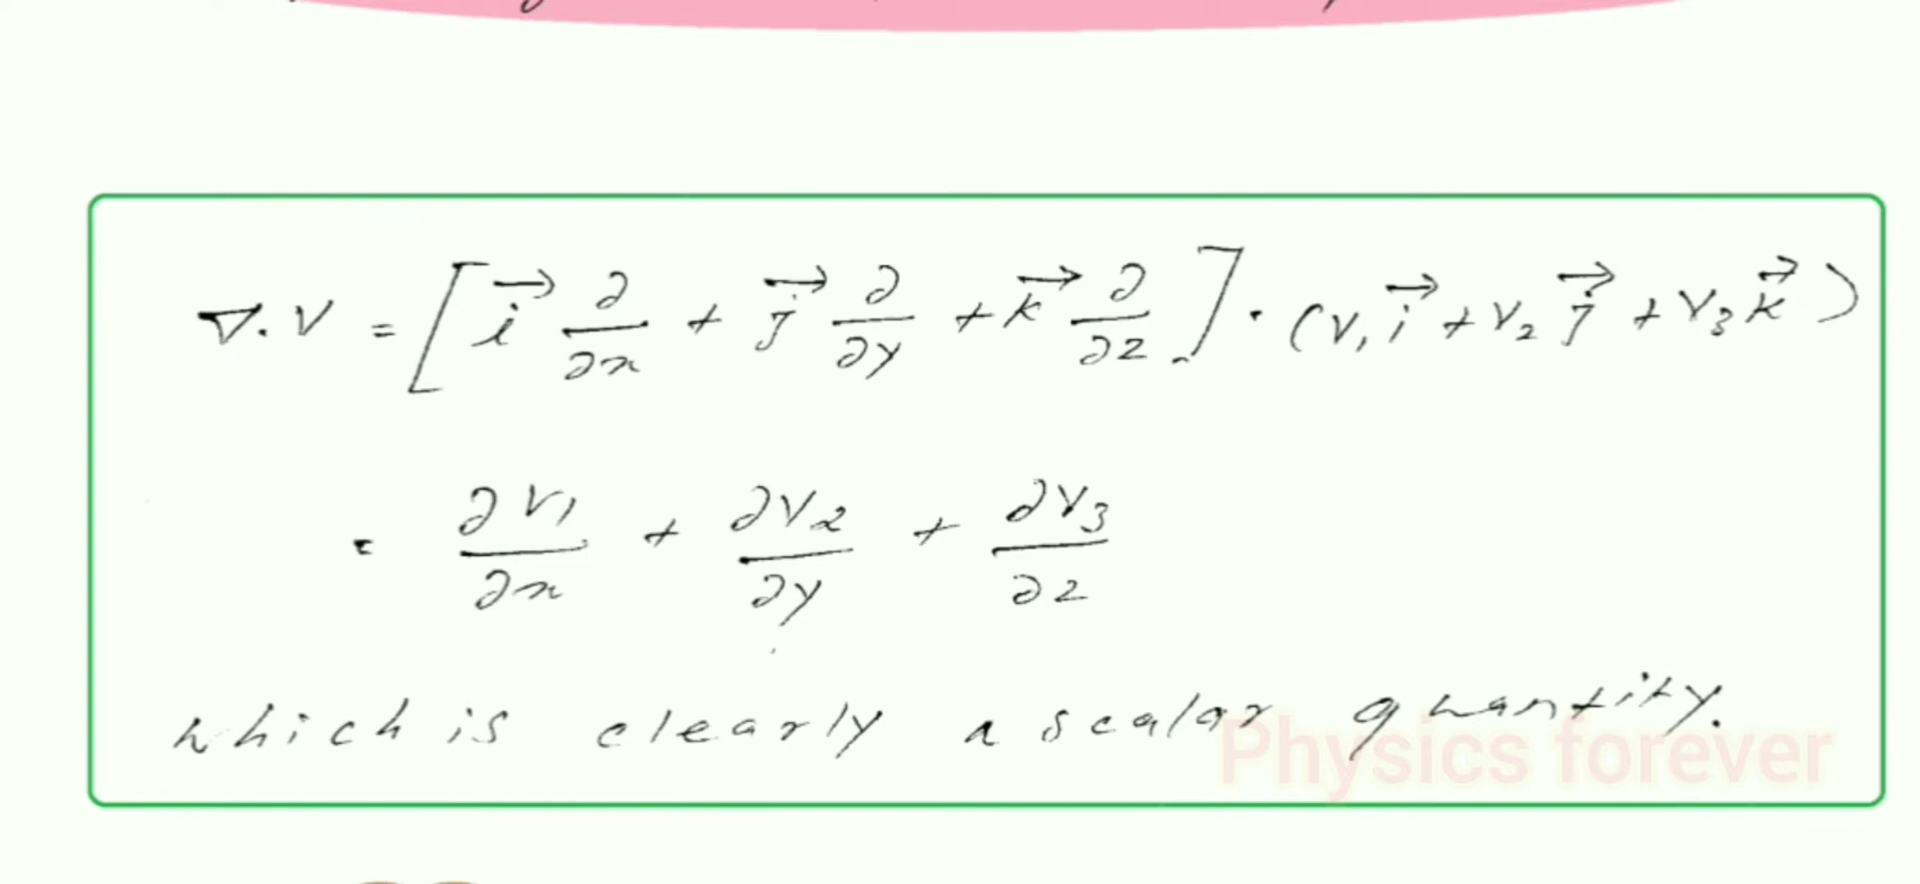 ∇.V = [i⃗ ∂/∂x + j⃗ ∂/∂y + k⃗ ∂/∂z] . (V₁i⃗ + V₂j⃗ + V₃k⃗)
= ∂V₁/∂x + ∂V₂/∂y + ∂V₃/∂z
which is clearly a scalar quantity.
Physics forever